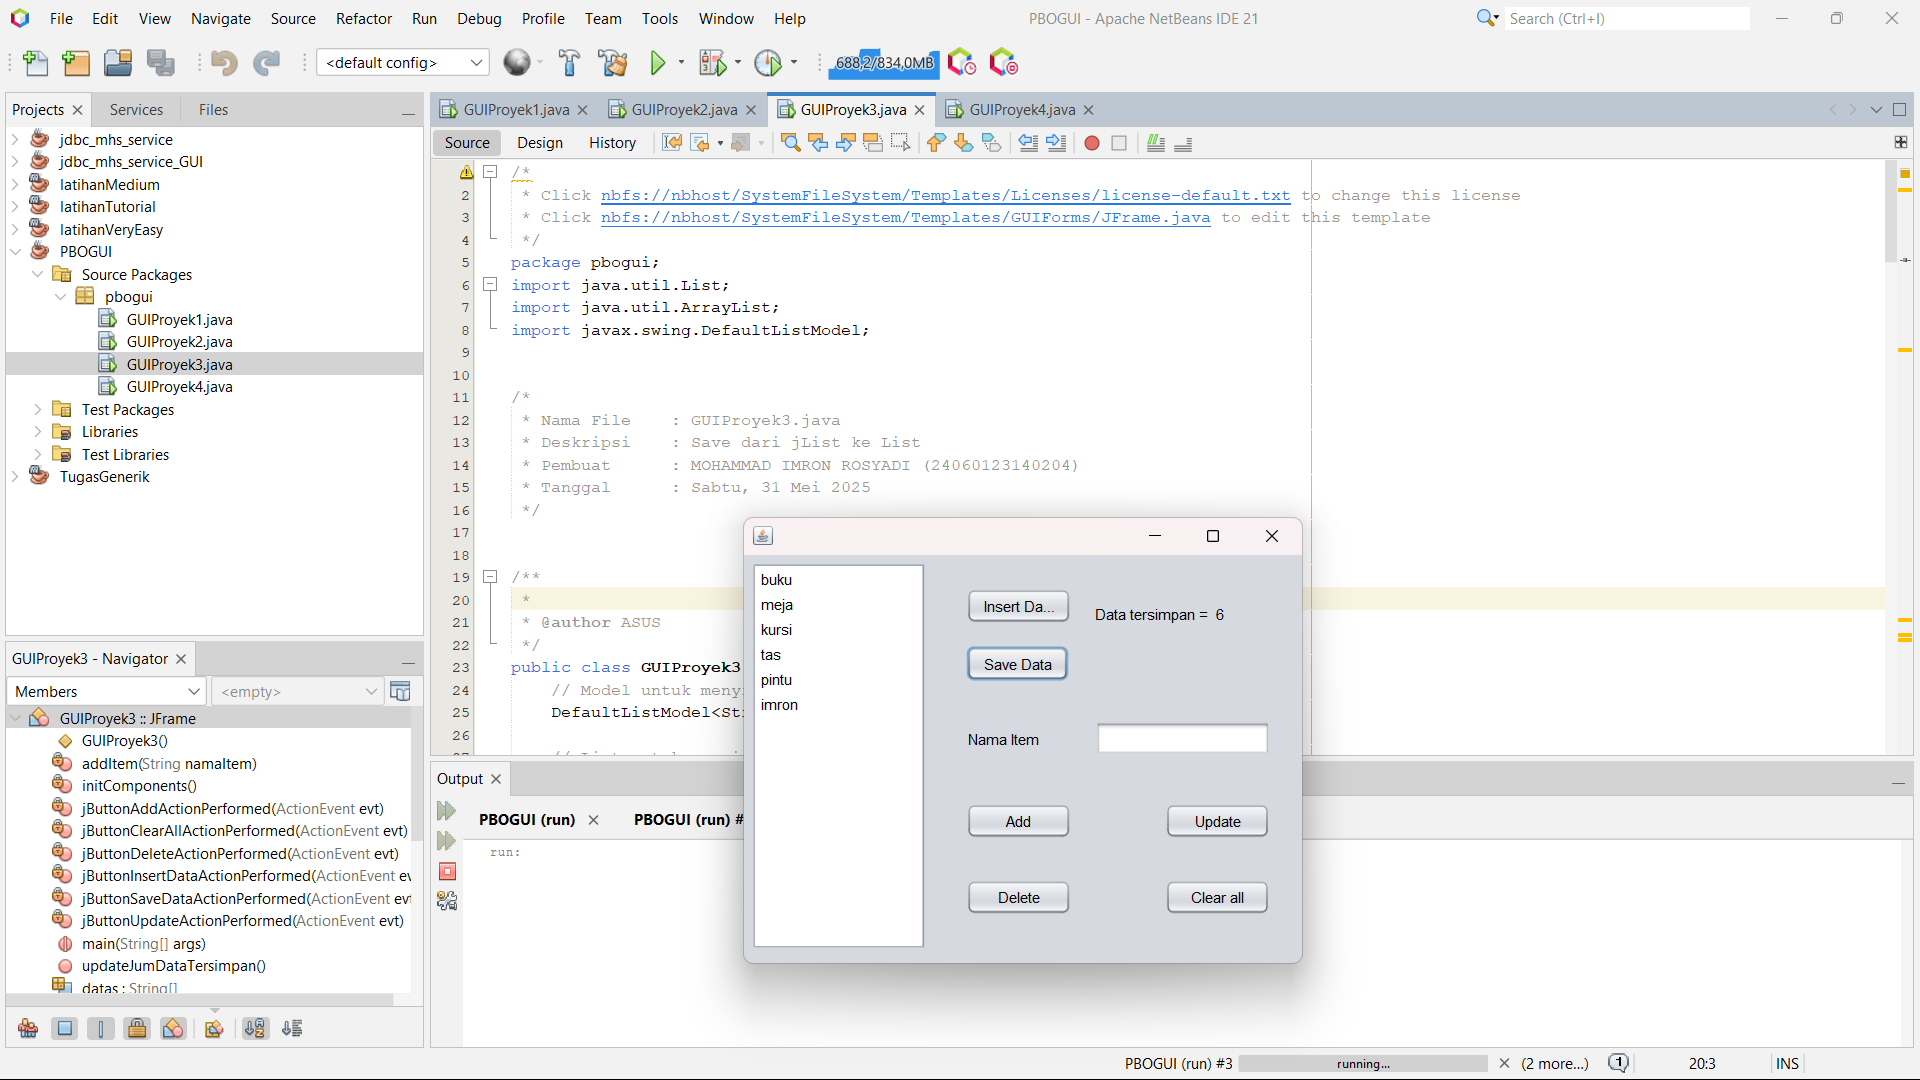 File Edit View Navigate Source Refactor Run Debug Profile Team Tools Window Help
PBOGUI - Apache NetBeans IDE 21
Search (Ctrl+I)
<default config>
688,2/834,0MB
Projects Services Files
jdbc_mhs_service
jdbc_mhs_service_GUI
latihanMedium
latihanTutorial
latihanVeryEasy
PBOGUI
Source Packages
pbogui
GUIProyek1.java
GUIProyek2.java
GUIProyek3.java
GUIProyek4.java
Test Packages
Libraries
Test Libraries
TugasGenerik
GUIProyek3 - Navigator
Members <empty>
GUIProyek3 :: JFrame
GUIProyek3()
addItem(String namaItem)
initComponents()
jButtonAddActionPerformed(ActionEvent evt)
jButtonClearAllActionPerformed(ActionEvent evt)
jButtonDeleteActionPerformed(ActionEvent evt)
jButtonInsertDataActionPerformed(ActionEvent e
jButtonSaveDataActionPerformed(ActionEvent ev
jButtonUpdateActionPerformed(ActionEvent evt)
main(String[] args)
updateJumDataTersimpan()
datas : String[]
GUIProyek1.java GUIProyek2.java GUIProyek3.java GUIProyek4.java
Source Design History
/*
2 * Click nbfs://nbhost/SystemFileSystem/Templates/Licenses/license-default.txt to change this license
3 * Click nbfs://nbhost/SystemFileSystem/Templates/GUIForms/JFrame.java to edit this template
4 */
5 package pbogui;
6 import java.util.List;
7 import java.util.ArrayList;
8 import javax.swing.DefaultListModel;
9
10
11 /*
12 * Nama File : GUIProyek3.java
13 * Deskripsi : Save dari jList ke List
14 * Pembuat : MOHAMMAD IMRON ROSYADI (24060123140204)
15 * Tanggal : Sabtu, 31 Mei 2025
16 */
17
18
19 /**
20 *
21 * @author ASUS
22 */
23 public class GUIProyek3
24 // Model untuk meny
25 DefaultListModel<St
26
buku
meja
kursi
tas
pintu
imron
Insert Da...
Data tersimpan = 6
Save Data
Nama Item
Add Update
Delete Clear all
Output
PBOGUI (run) PBOGUI (run) #
run:
PBOGUI (run) #3 running... (2 more...) 1 20:3 INS